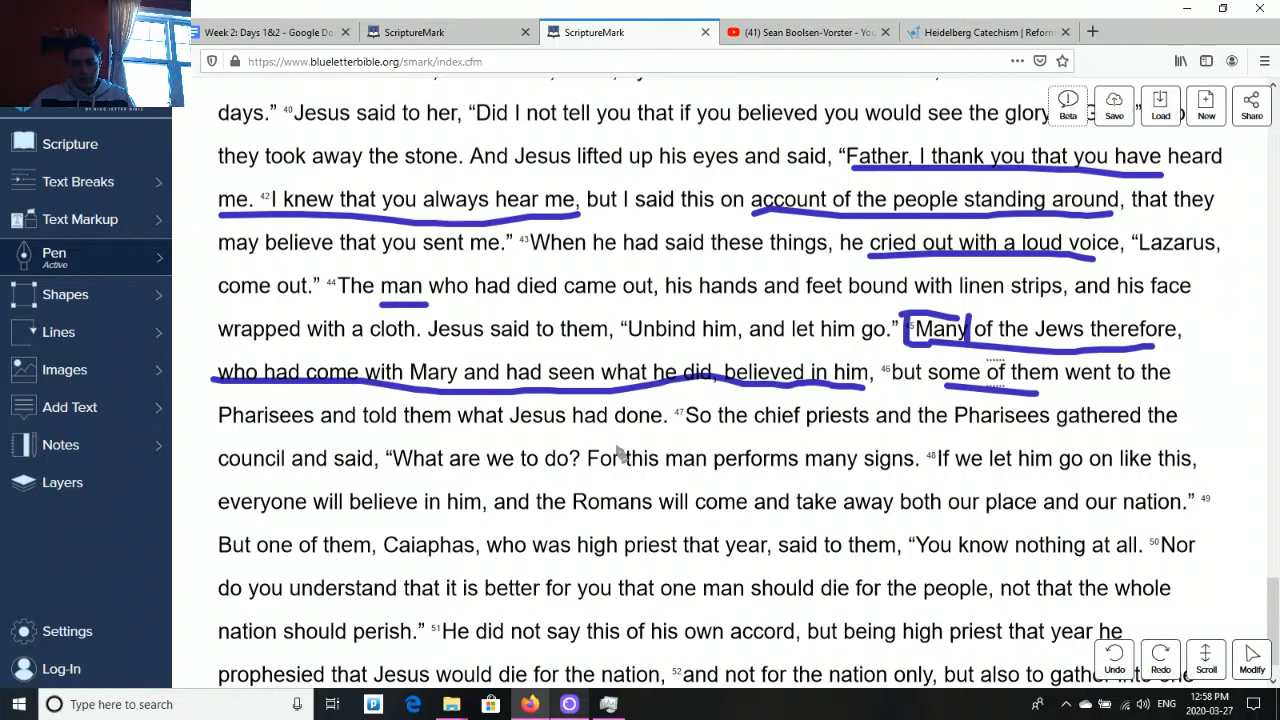 Week 2: Days 1&2 - Google Do
ScriptureMark
ScriptureMark
(41) Sean Boolsen-Vorster - You
Heidelberg Catechism | Reform
https://www.blueletterbible.org/smark/index.cfm
Scripture
Text Breaks
Text Markup
Pen
Active
Shapes
Lines
Images
Add Text
Notes
Layers
Settings
Log-In
Beta
Save
Load
New
Share
days.” 40 Jesus said to her, “Did I not tell you that if you believed you would see the glory
they took away the stone. And Jesus lifted up his eyes and said, “Father, I thank you that you have heard
me. 42 I knew that you always hear me, but I said this on account of the people standing around, that they
may believe that you sent me.” 43 When he had said these things, he cried out with a loud voice, “Lazarus,
come out.” 44 The man who had died came out, his hands and feet bound with linen strips, and his face
wrapped with a cloth. Jesus said to them, “Unbind him, and let him go.” 45 Many of the Jews therefore,
who had come with Mary and had seen what he did, believed in him, 46 but some of them went to the
Pharisees and told them what Jesus had done. 47 So the chief priests and the Pharisees gathered the
council and said, “What are we to do? For this man performs many signs. 48 If we let him go on like this,
everyone will believe in him, and the Romans will come and take away both our place and our nation.” 49
But one of them, Caiaphas, who was high priest that year, said to them, “You know nothing at all. 50 Nor
do you understand that it is better for you that one man should die for the people, not that the whole
nation should perish.” 51 He did not say this of his own accord, but being high priest that year he
prophesied that Jesus would die for the nation, 52 and not for the nation only, but also to gather into one
Undo
Redo
Scroll
Modify
Type here to search
ENG
12:58 PM
2020-03-27